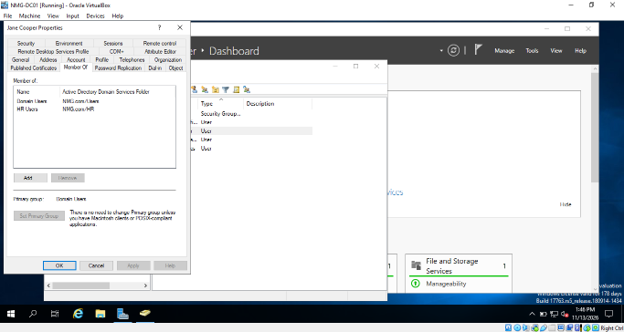 NMG-DC01 [Running] - Oracle VirtualBox
File Machine View Input Devices Help
Jane Cooper Properties
Security Environment Sessions Remote control
Remote Desktop Services Profile COM+ Attribute Editor
General Address Account Profile Telephones Organization
Published Certificates Member Of Password Replication Dial-in Object
Member of:
Name Active Directory Domain Services Folder
Domain Users NMG.com/Users
HR Users NMG.com/HR
Add Remove
Primary group: Domain Users
Set Primary Group There is no need to change Primary group unless
you have Macintosh clients or POSIX-compliant
applications.
OK Cancel Apply Help
Dashboard
Manage Tools View Help
Type Description
Security Group...
User
User
User
User
Hide
1
File and Storage 1
Services
Manageability
Build 17763.rs5_release.180914-1434
1:46 PM
11/13/2026
Right Ctrl